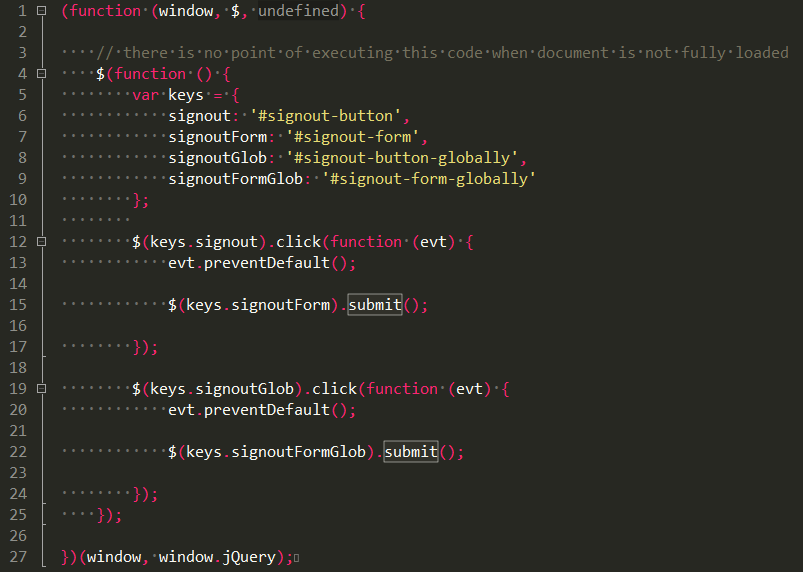 1 (function (window, $, undefined) {
2
3 // there is no point of executing this code when document is not fully loaded
4 $(function () {
5 var keys = {
6 signout: '#signout-button',
7 signoutForm: '#signout-form',
8 signoutGlob: '#signout-button-globally',
9 signoutFormGlob: '#signout-form-globally'
10 };
11
12 $(keys.signout).click(function (evt) {
13 evt.preventDefault();
14
15 $(keys.signoutForm).submit();
16
17 });
18
19 $(keys.signoutGlob).click(function (evt) {
20 evt.preventDefault();
21
22 $(keys.signoutFormGlob).submit();
23
24 });
25 });
26
27 })(window, window.jQuery);